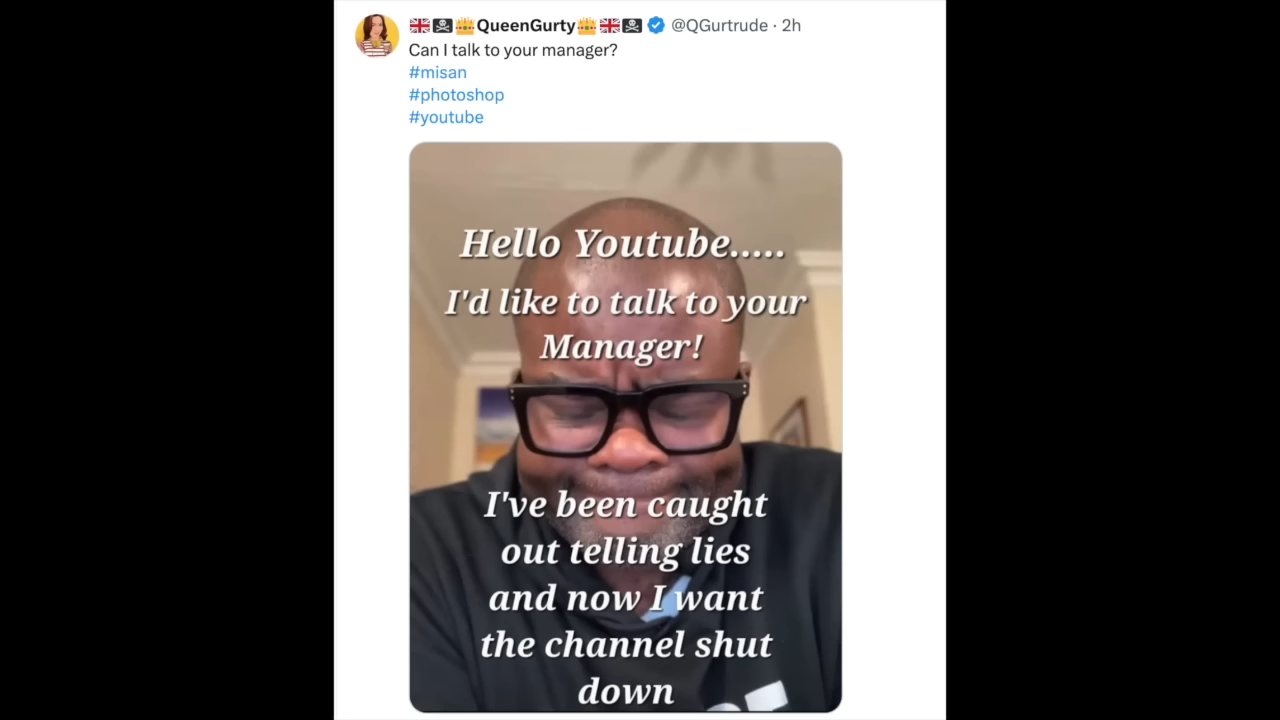 🇬🇧🏴‍☠️👑QueenGurty👑🇬🇧🏴‍☠️ @QGurtrude · 2h
Can I talk to your manager?
#misan
#photoshop
#youtube
Hello Youtube.....
I'd like to talk to your
Manager!
I've been caught
out telling lies
and now I want
the channel shut
down